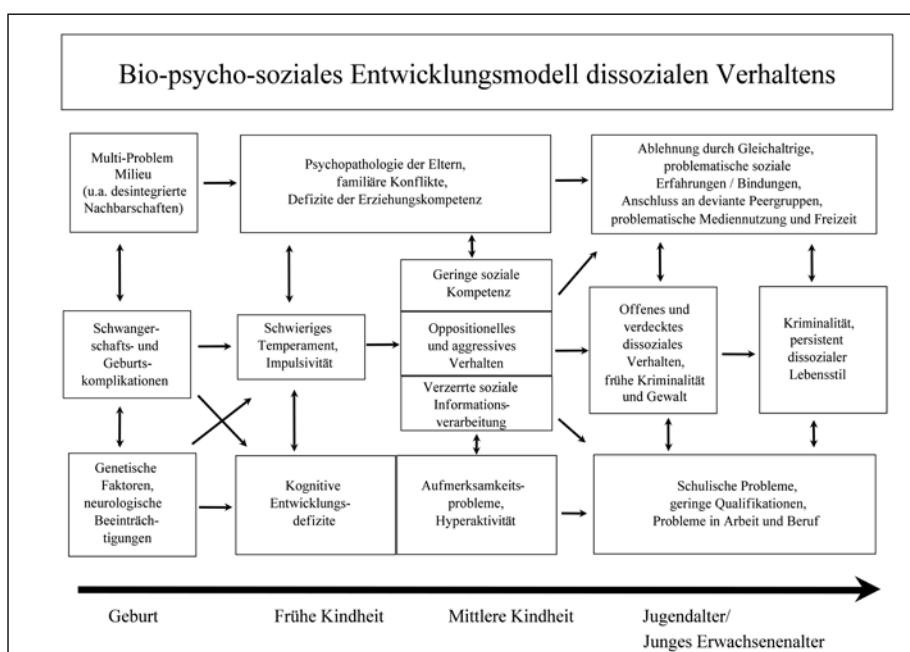 Bio-psycho-soziales Entwicklungsmodell dissozialen Verhaltens
Multi-Problem
Milieu
(u.a. desintegrierte
Nachbarschaften)
Psychopathologie der Eltern,
familiäre Konflikte,
Defizite der Erziehungskompetenz
Ablehnung durch Gleichaltrige,
problematische soziale
Erfahrungen / Bindungen,
Anschluss an deviante Peergruppen,
problematische Mediennutzung und Freizeit
Schwanger-
schafts- und
Geburts-
komplikationen
Schwieriges
Temperament,
Impulsivität
Geringe soziale
Kompetenz
Oppositionelles
und aggressives
Verhalten
Verzerrte soziale
Informations-
verarbeitung
Offenes und
verdecktes
dissoziales
Verhalten,
frühe Kriminalität
und Gewalt
Kriminalität,
persistent
dissozialer
Lebensstil
Genetische
Faktoren,
neurologische
Beeinträch-
tigungen
Kognitive
Entwicklungs-
defizite
Aufmerksamkeits-
probleme,
Hyperaktivität
Schulische Probleme,
geringe Qualifikationen,
Probleme in Arbeit und Beruf
Geburt
Frühe Kindheit
Mittlere Kindheit
Jugendalter/
Junges Erwachsenenalter